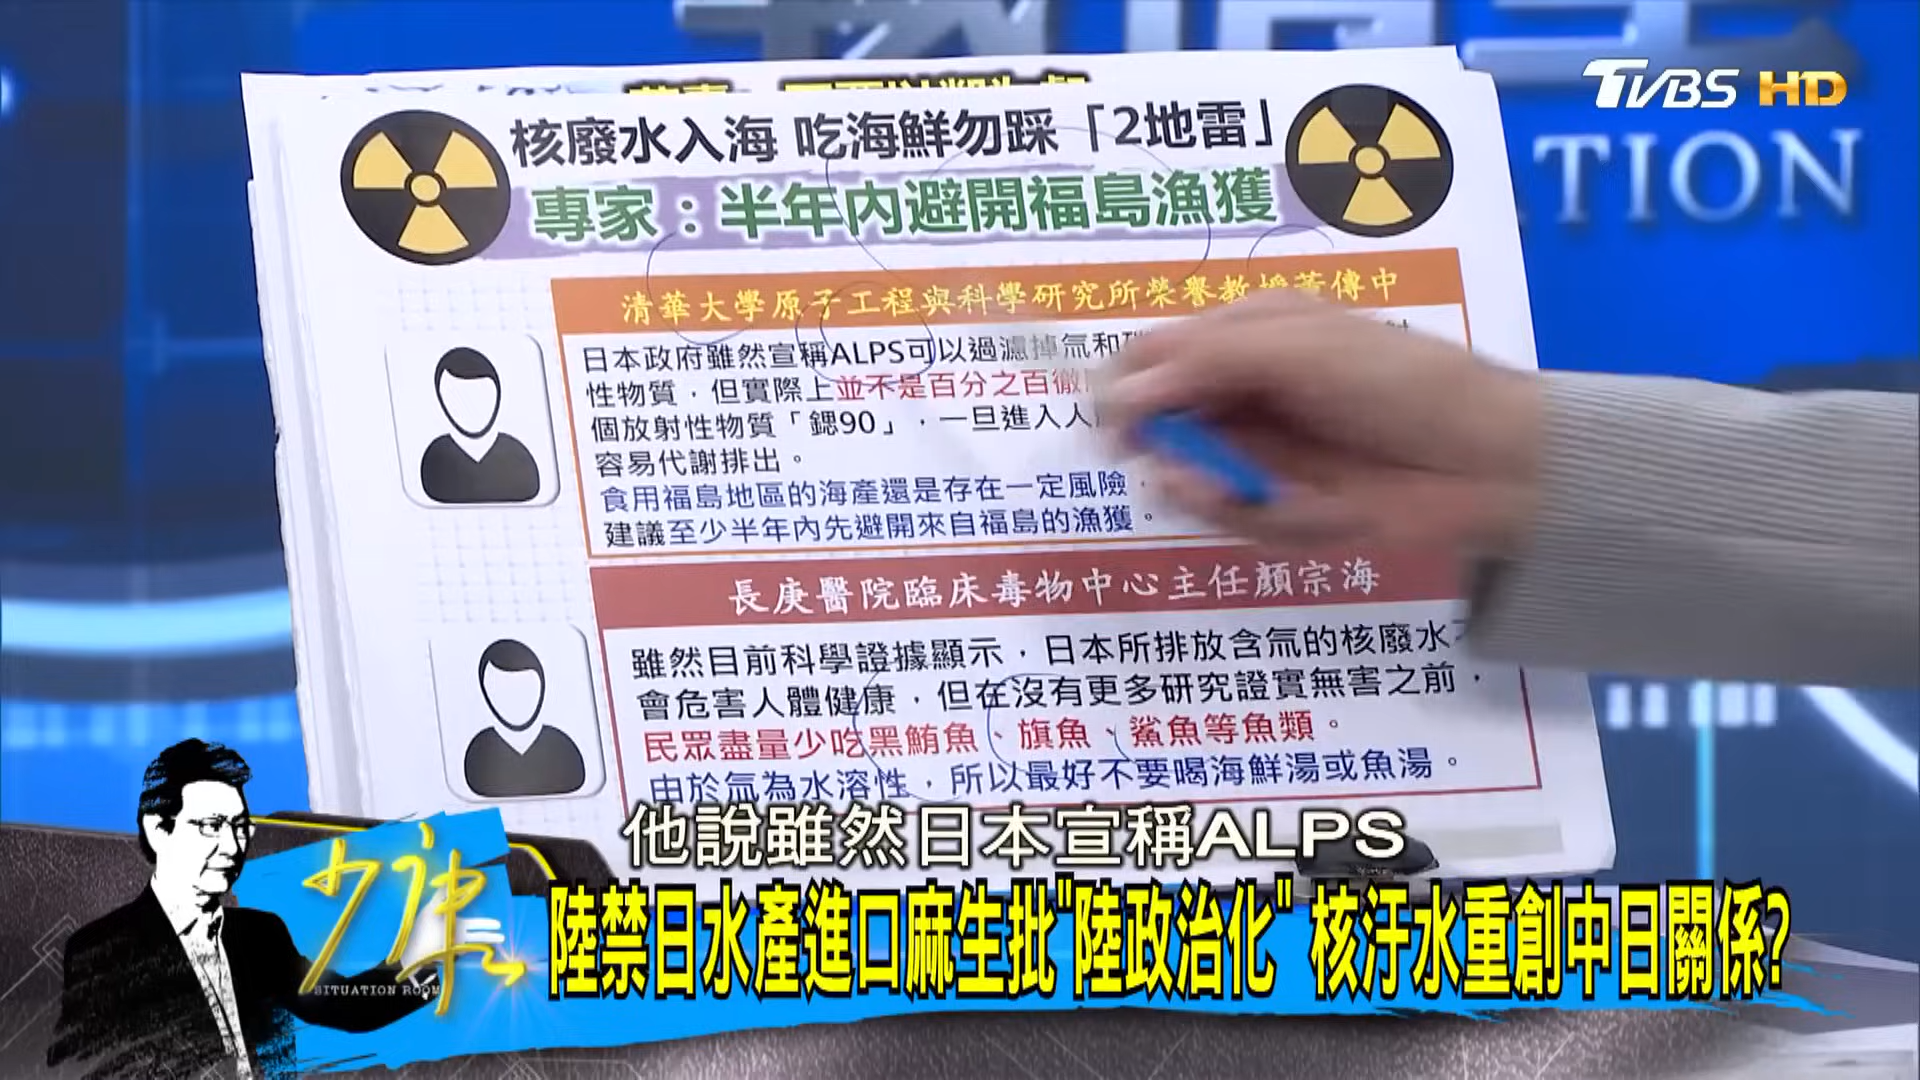 TVBS HD
TION
核廢水入海 吃海鮮勿踩「2地雷」
專家：半年內避開福島漁獲
清華大學原子工程與科學研究所榮譽教授黃傳中
日本政府雖然宣稱ALPS可以過濾掉氚和
性物質，但實際上並不是百分之百徹
個放射性物質「鍶90」，一旦進入人
容易代謝排出。
食用福島地區的海產還是存在一定風險，
建議至少半年內先避開來自福島的漁獲。
長庚醫院臨床毒物中心主任顏宗海
雖然目前科學證據顯示，日本所排放含氚的核廢水不
會危害人體健康，但在沒有更多研究證實無害之前，
民眾盡量少吃黑鮪魚、旗魚、鯊魚等魚類。
由於氚為水溶性，所以最好不要喝海鮮湯或魚湯。
他說雖然日本宣稱ALPS
少康
SITUATION ROOM
陸禁日水產進口麻生批"陸政治化" 核汙水重創中日關係?